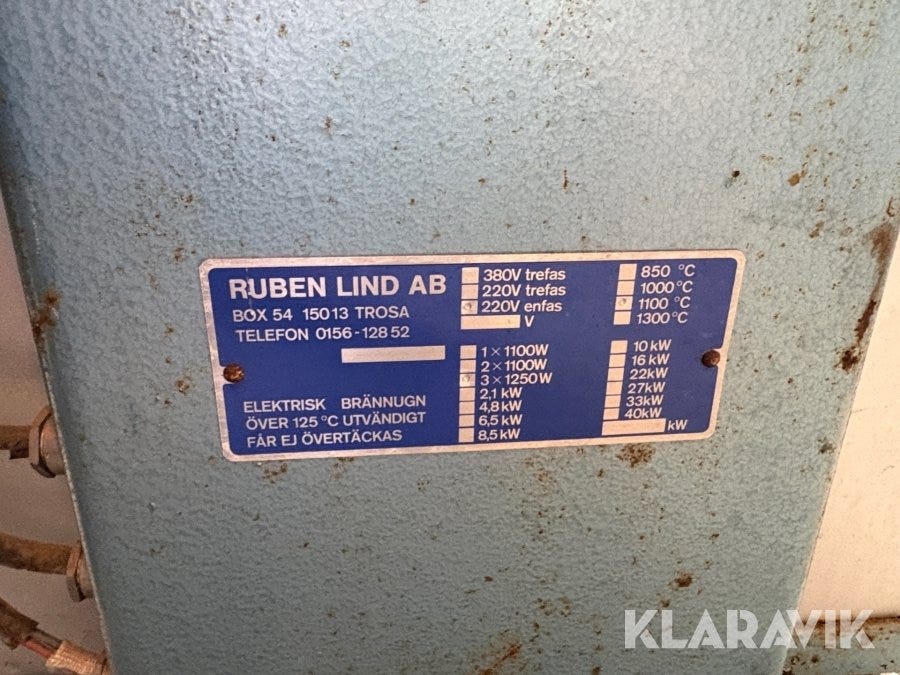 RUBEN LIND AB
BOX 54 150 13 TROSA
TELEFON 0156-128 52
ELEKTRISK BRÄNNUGN
ÖVER 125 °C UTVÄNDIGT
FÅR EJ ÖVERTÄCKAS
380V trefas
220V trefas
220V enfas
V
1 × 1100W
2 × 1100W
3 × 1250W
2,1 kW
4,8 kW
6,5 kW
8,5 kW
850 °C
1000 °C
1100 °C
1300 °C
10 kW
16 kW
22kW
27kW
33kW
40kW
kW
KLARAVIK